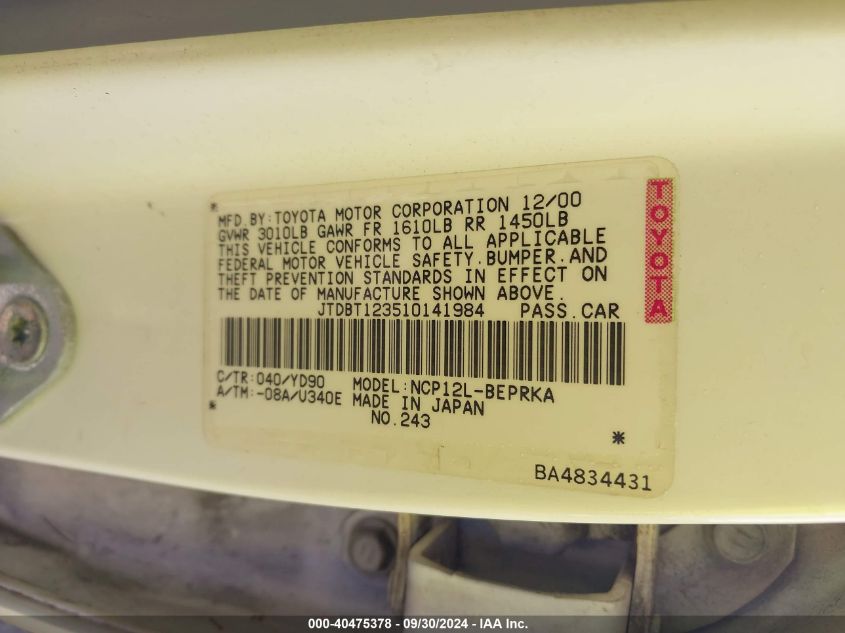 *
MFD.BY:TOYOTA MOTOR CORPORATION 12/00
GVWR 3010LB GAWR FR 1610LB RR 1450LB
THIS VEHICLE CONFORMS TO ALL APPLICABLE
FEDERAL MOTOR VEHICLE SAFETY.BUMPER.AND
THEFT PREVENTION STANDARDS IN EFFECT ON
THE DATE OF MANUFACTURE SHOWN ABOVE.
JTDBT123510141984 PASS.CAR
TOYOTA
C/TR:040/YD90 MODEL:NCP12L-BEPRKA
A/TM:-08A/U340E MADE IN JAPAN
* NO.243
*
BA4834431
000-40475378 - 09/30/2024 - IAA Inc.